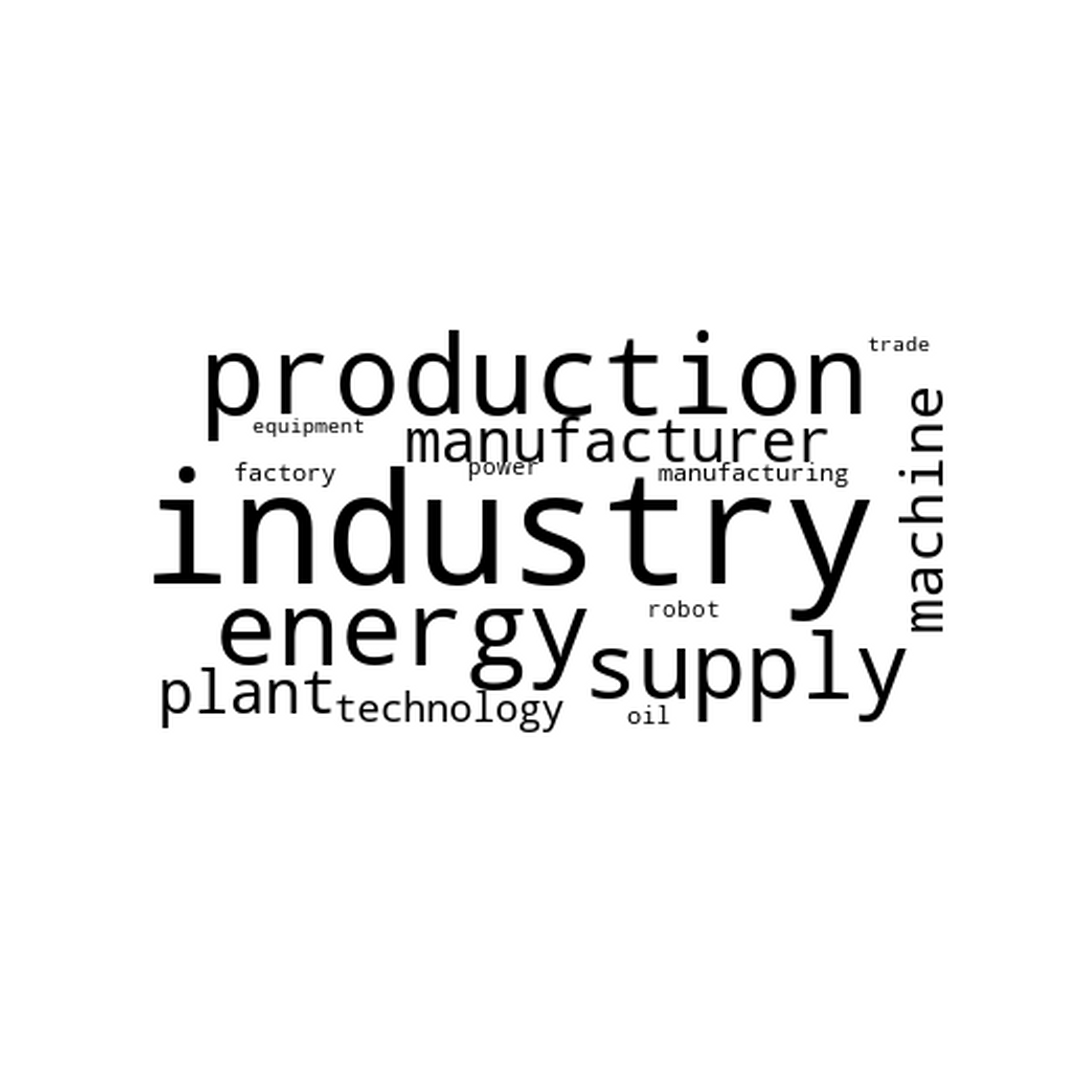 production
trade
equipment
manufacturer
machine
factory
power
manufacturing
industry
energy
robot
supply
plant
technology
oil